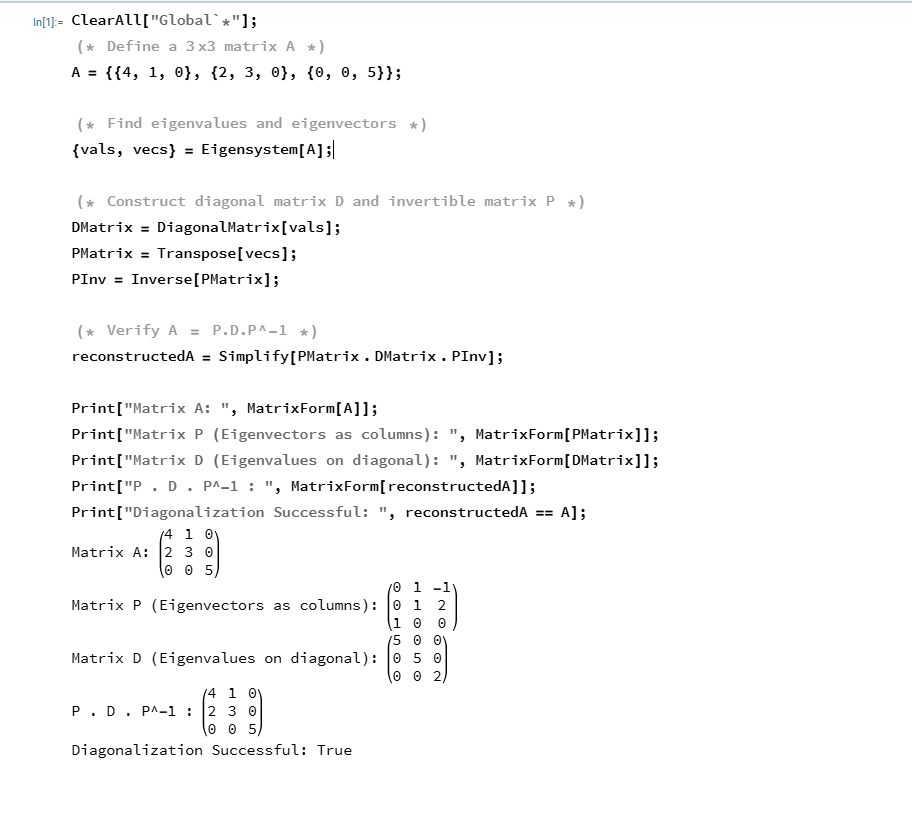 In[1]:= ClearAll["Global`*"];
(* Define a 3x3 matrix A *)
A = {{4, 1, 0}, {2, 3, 0}, {0, 0, 5}};
(* Find eigenvalues and eigenvectors *)
{vals, vecs} = Eigensystem[A];
(* Construct diagonal matrix D and invertible matrix P *)
DMatrix = DiagonalMatrix[vals];
PMatrix = Transpose[vecs];
PInv = Inverse[PMatrix];
(* Verify A = P.D.P^-1 *)
reconstructedA = Simplify[PMatrix . DMatrix . PInv];
Print["Matrix A: ", MatrixForm[A]];
Print["Matrix P (Eigenvectors as columns): ", MatrixForm[PMatrix]];
Print["Matrix D (Eigenvalues on diagonal): ", MatrixForm[DMatrix]];
Print["P . D . P^-1 : ", MatrixForm[reconstructedA]];
Print["Diagonalization Successful: ", reconstructedA == A];
4 1 0
Matrix A: 2 3 0
0 0 5
0 1 -1
Matrix P (Eigenvectors as columns): 0 1 2
1 0 0
5 0 0
Matrix D (Eigenvalues on diagonal): 0 5 0
0 0 2
4 1 0
P . D . P^-1 : 2 3 0
0 0 5
Diagonalization Successful: True